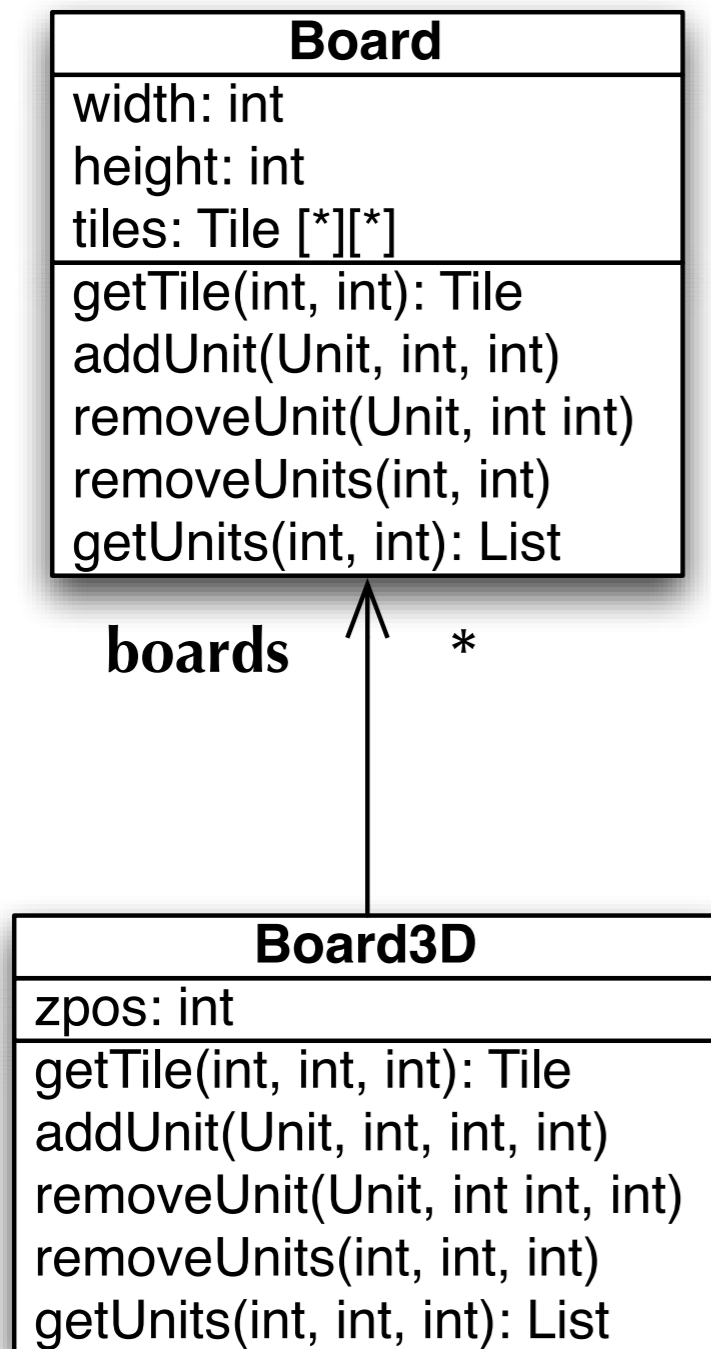 Board
width: int
height: int
tiles: Tile [*][*]
getTile(int, int): Tile
addUnit(Unit, int, int)
removeUnit(Unit, int int)
removeUnits(int, int)
getUnits(int, int): List
boards *
Board3D
zpos: int
getTile(int, int, int): Tile
addUnit(Unit, int, int, int)
removeUnit(Unit, int int, int)
removeUnits(int, int, int)
getUnits(int, int, int): List